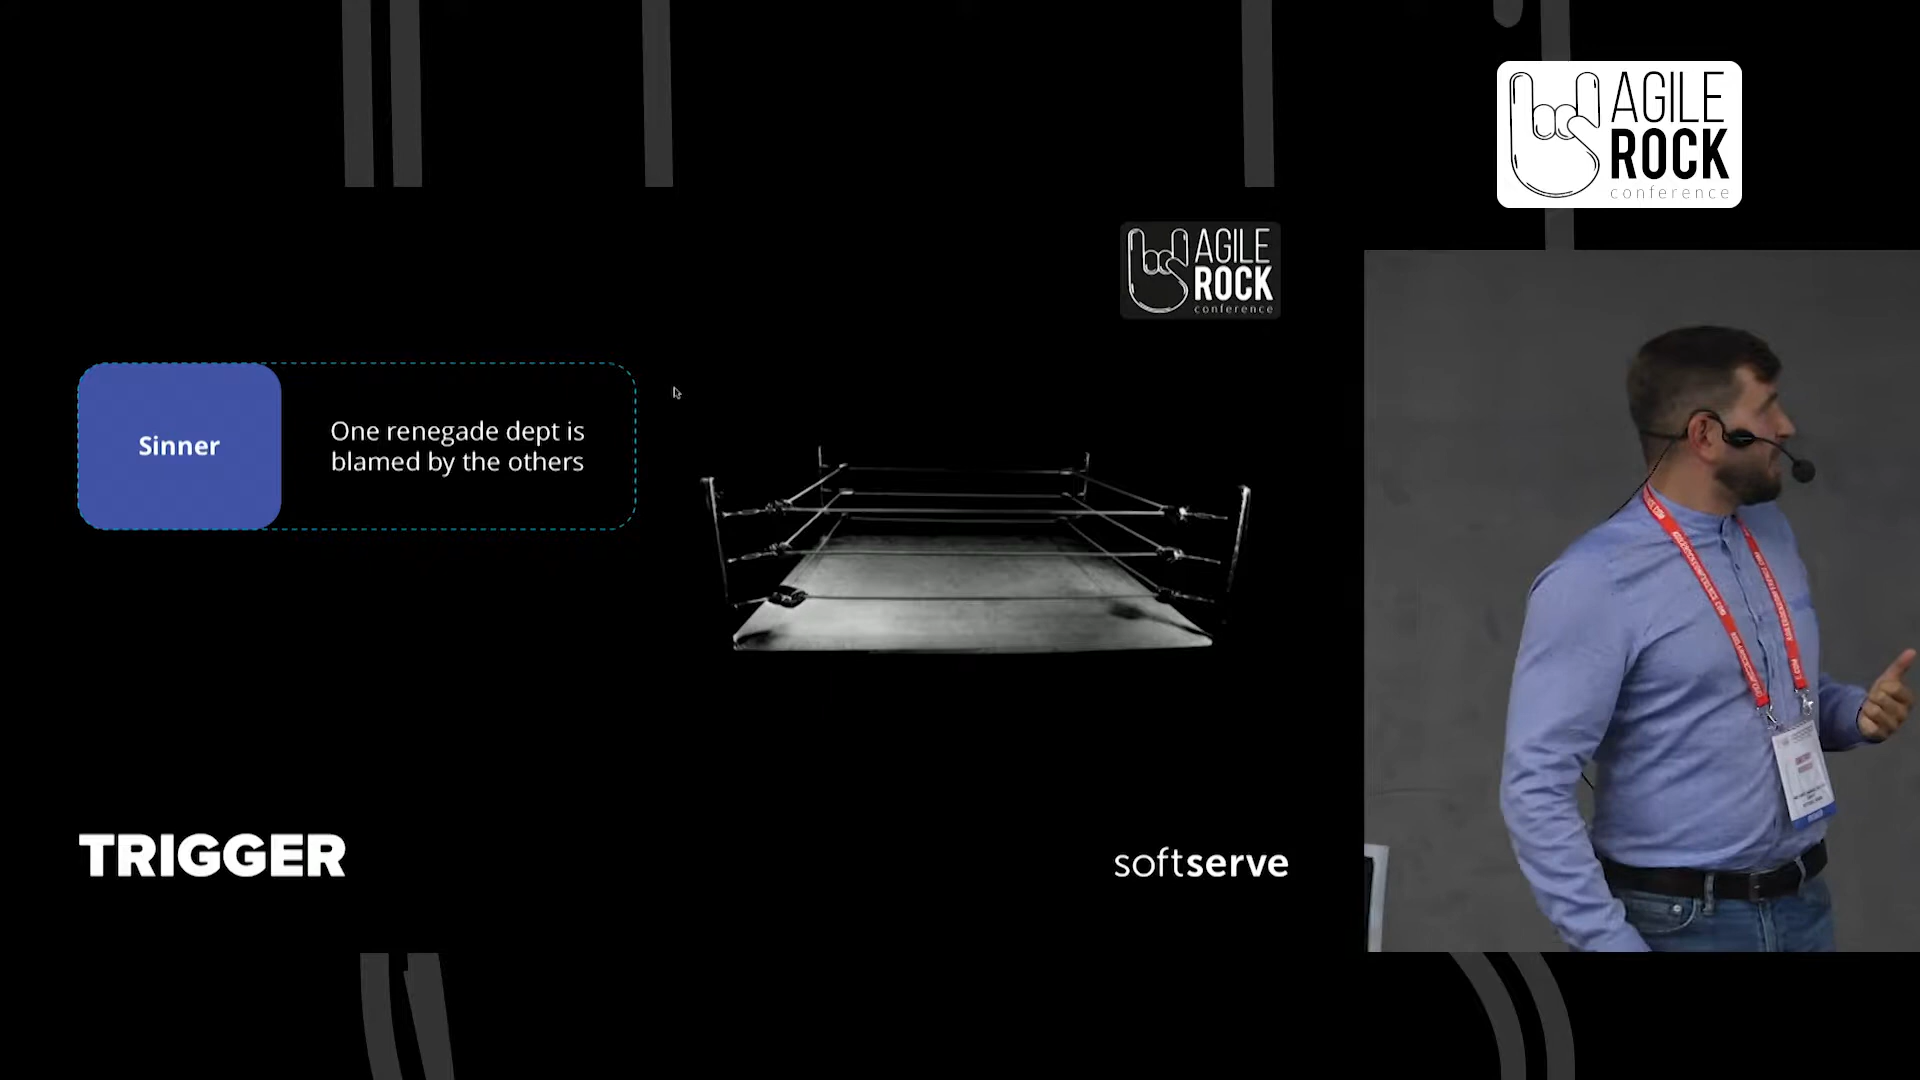 AGILE
ROCK
conference
AGILE
ROCK
conference
Sinner
One renegade dept is
blamed by the others
TRIGGER
softserve